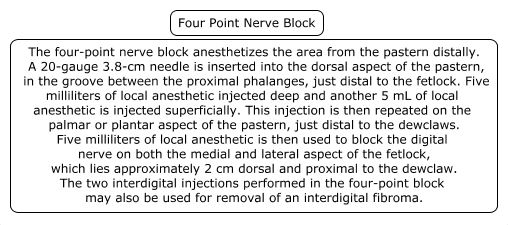 Four Point Nerve Block
The four-point nerve block anesthetizes the area from the pastern distally.
A 20-gauge 3.8-cm needle is inserted into the dorsal aspect of the pastern,
in the groove between the proximal phalanges, just distal to the fetlock. Five
milliliters of local anesthetic injected deep and another 5 mL of local
anesthetic is injected superficially. This injection is then repeated on the
palmar or plantar aspect of the pastern, just distal to the dewclaws.
Five milliliters of local anesthetic is then used to block the digital
nerve on both the medial and lateral aspect of the fetlock,
which lies approximately 2 cm dorsal and proximal to the dewclaw.
The two interdigital injections performed in the four-point block
may also be used for removal of an interdigital fibroma.